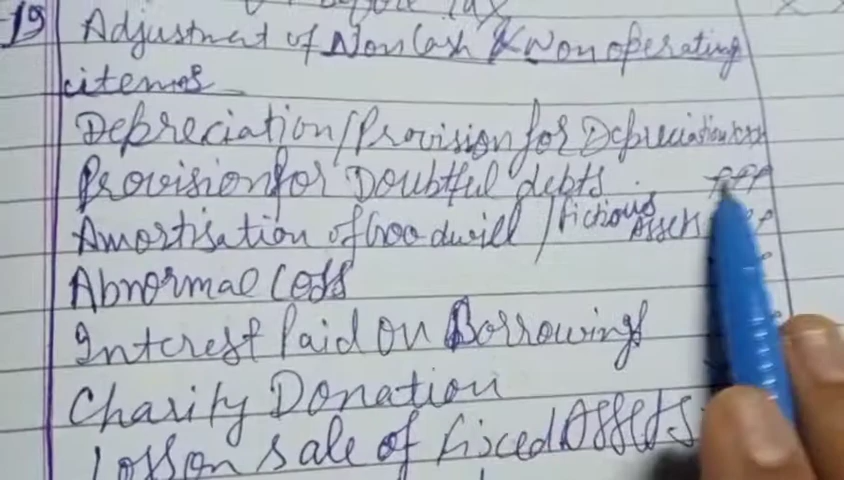 19 Adjustment of Non Cash & Non operating
items
Depreciation/Provision for Depreciation
Provision for Doubtful debts.
Amortisation of Goodwill / Fictious Assets
Abnormal Loss
Interest Paid on Borrowings
Charity Donation
Loss on sale of Fixed Assets